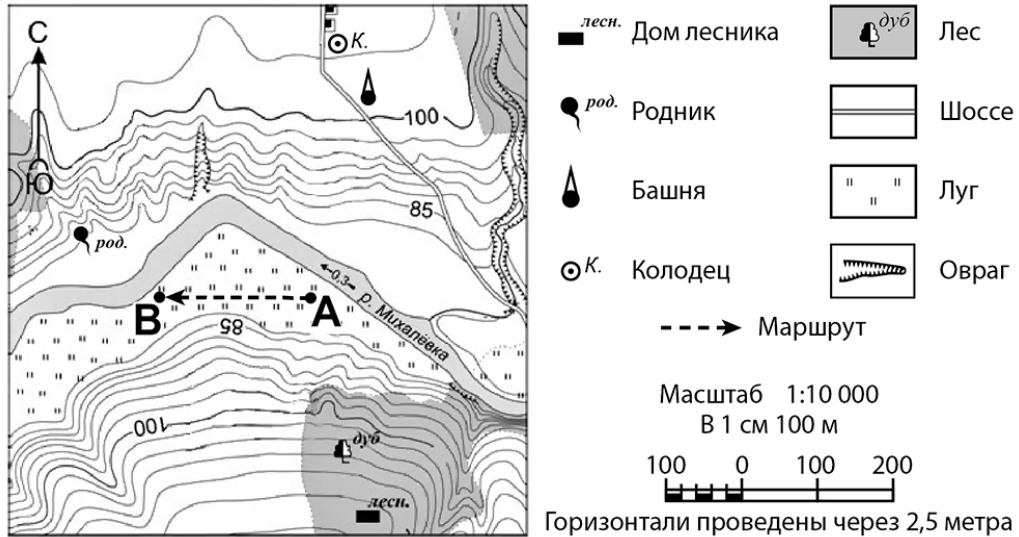 С
К.
100
Ю
85
род.
0,3
р. Михалёвка
В
А
85
100
дуб
лесн.
лесн.
Дом лесника
дуб
Лес
род.
Родник
Шоссе
Башня
Луг
К.
Колодец
Овраг
Маршрут
Масштаб 1:10 000
В 1 см 100 м
100 0 100 200
Горизонтали проведены через 2,5 метра